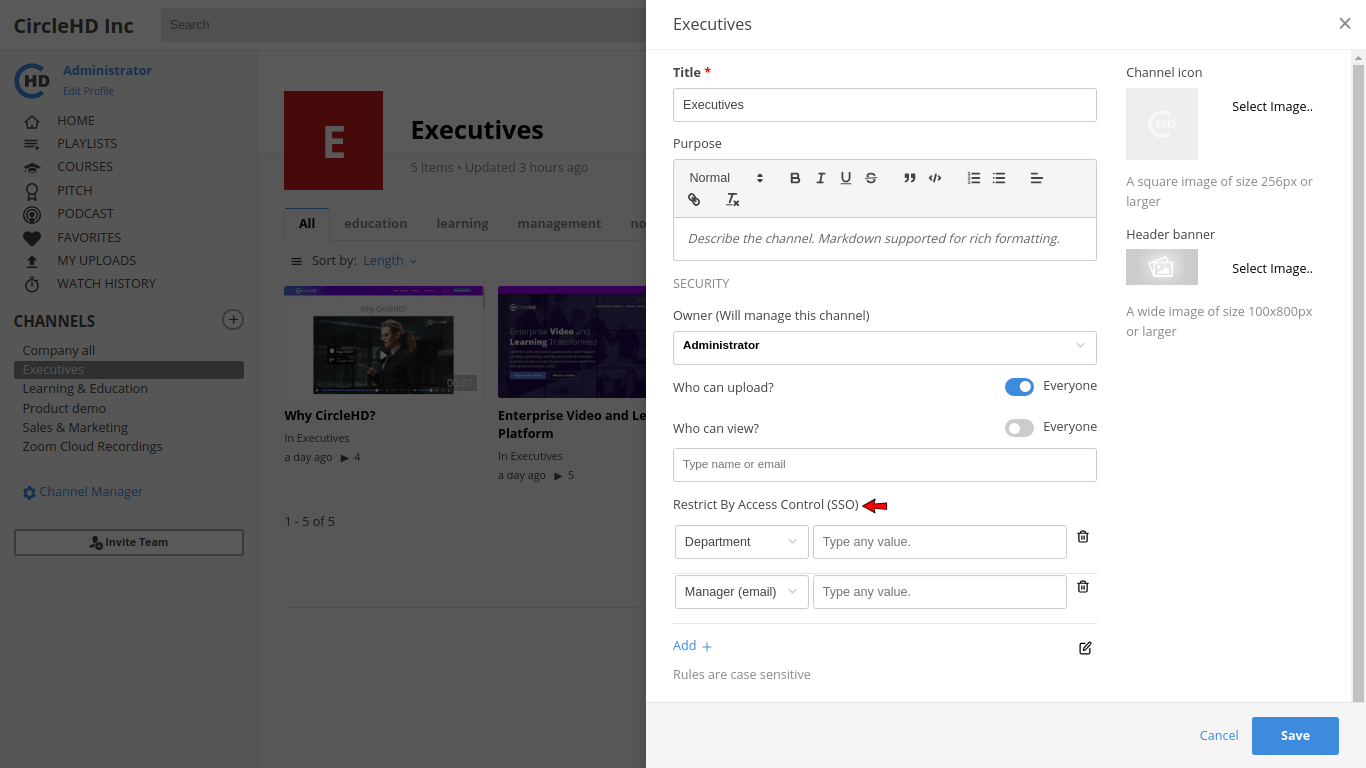 CircleHD Inc
Search
HD
Administrator
Edit Profile
HOME
PLAYLISTS
COURSES
PITCH
PODCAST
FAVORITES
MY UPLOADS
WATCH HISTORY
CHANNELS
Company all
Executives
Learning & Education
Product demo
Sales & Marketing
Zoom Cloud Recordings
Channel Manager
Invite Team
E
Executives
5 Items • Updated 3 hours ago
All education learning management no
Sort by: Length
Why CircleHD?
00:07
Why CircleHD?
In Executives
a day ago ▶ 4
Enterprise Video and
Learning Transformed
Enterprise Video and Le
Platform
In Executives
a day ago ▶ 5
1 - 5 of 5
Executives
Title *
Executives
Purpose
Normal
Describe the channel. Markdown supported for rich formatting.
SECURITY
Owner (Will manage this channel)
Administrator
Who can upload? Everyone
Who can view? Everyone
Type name or email
Restrict By Access Control (SSO)
Department Type any value.
Manager (email) Type any value.
Add +
Rules are case sensitive
Channel icon
HD
Select Image..
A square image of size 256px or
larger
Header banner
Select Image..
A wide image of size 100x800px
or larger
Cancel Save